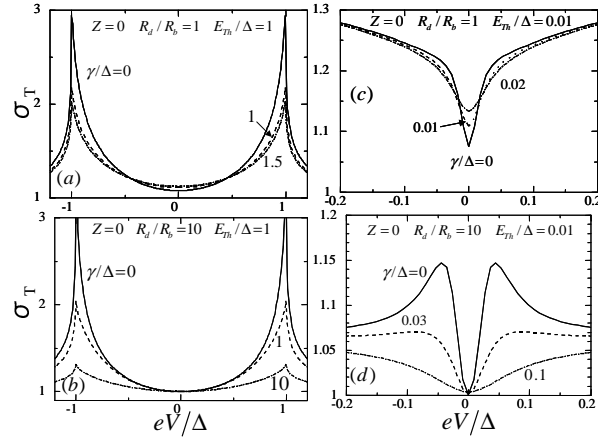 Z=0 R_d/R_b=1 E_Th/Δ=1
3
2
1
σ_T
γ/Δ=0
1
1.5
(a)
-1 0 1
Z=0 R_d/R_b=1 E_Th/Δ=0.01
1.3
1.2
1.1
1
(c)
0.02
0.01
γ/Δ=0
-0.2 -0.1 0 0.1 0.2
Z=0 R_d/R_b=10 E_Th/Δ=1
3
2
1
σ_T
γ/Δ=0
1
10
(b)
-1 0 1
eV/Δ
Z=0 R_d/R_b=10 E_Th/Δ=0.01
1.15
1.1
1.05
1
γ/Δ=0
0.03
0.1
(d)
-0.2 -0.1 0 0.1 0.2
eV/Δ